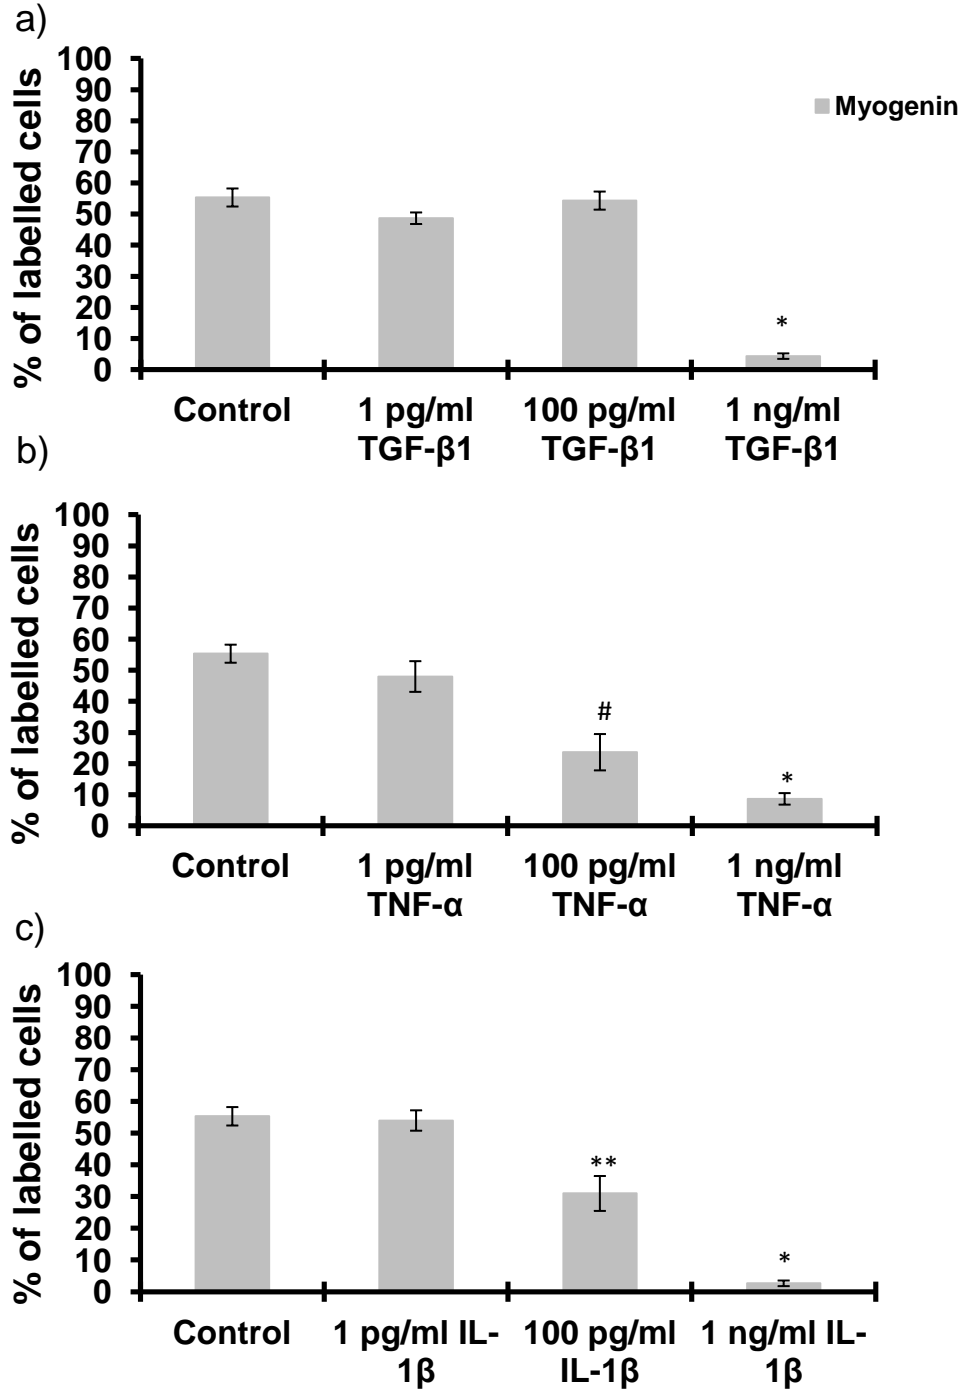 a)
% of labelled cells
100
90
80
70
60
50
40
30
20
10
0
Myogenin
*
Control
1 pg/ml
TGF-β1
100 pg/ml
TGF-β1
1 ng/ml
TGF-β1
b)
% of labelled cells
100
90
80
70
60
50
40
30
20
10
0
#
*
Control
1 pg/ml
TNF-α
100 pg/ml
TNF-α
1 ng/ml
TNF-α
c)
% of labelled cells
100
90
80
70
60
50
40
30
20
10
0
**
*
Control
1 pg/ml IL-
1β
100 pg/ml
IL-1β
1 ng/ml IL-
1β